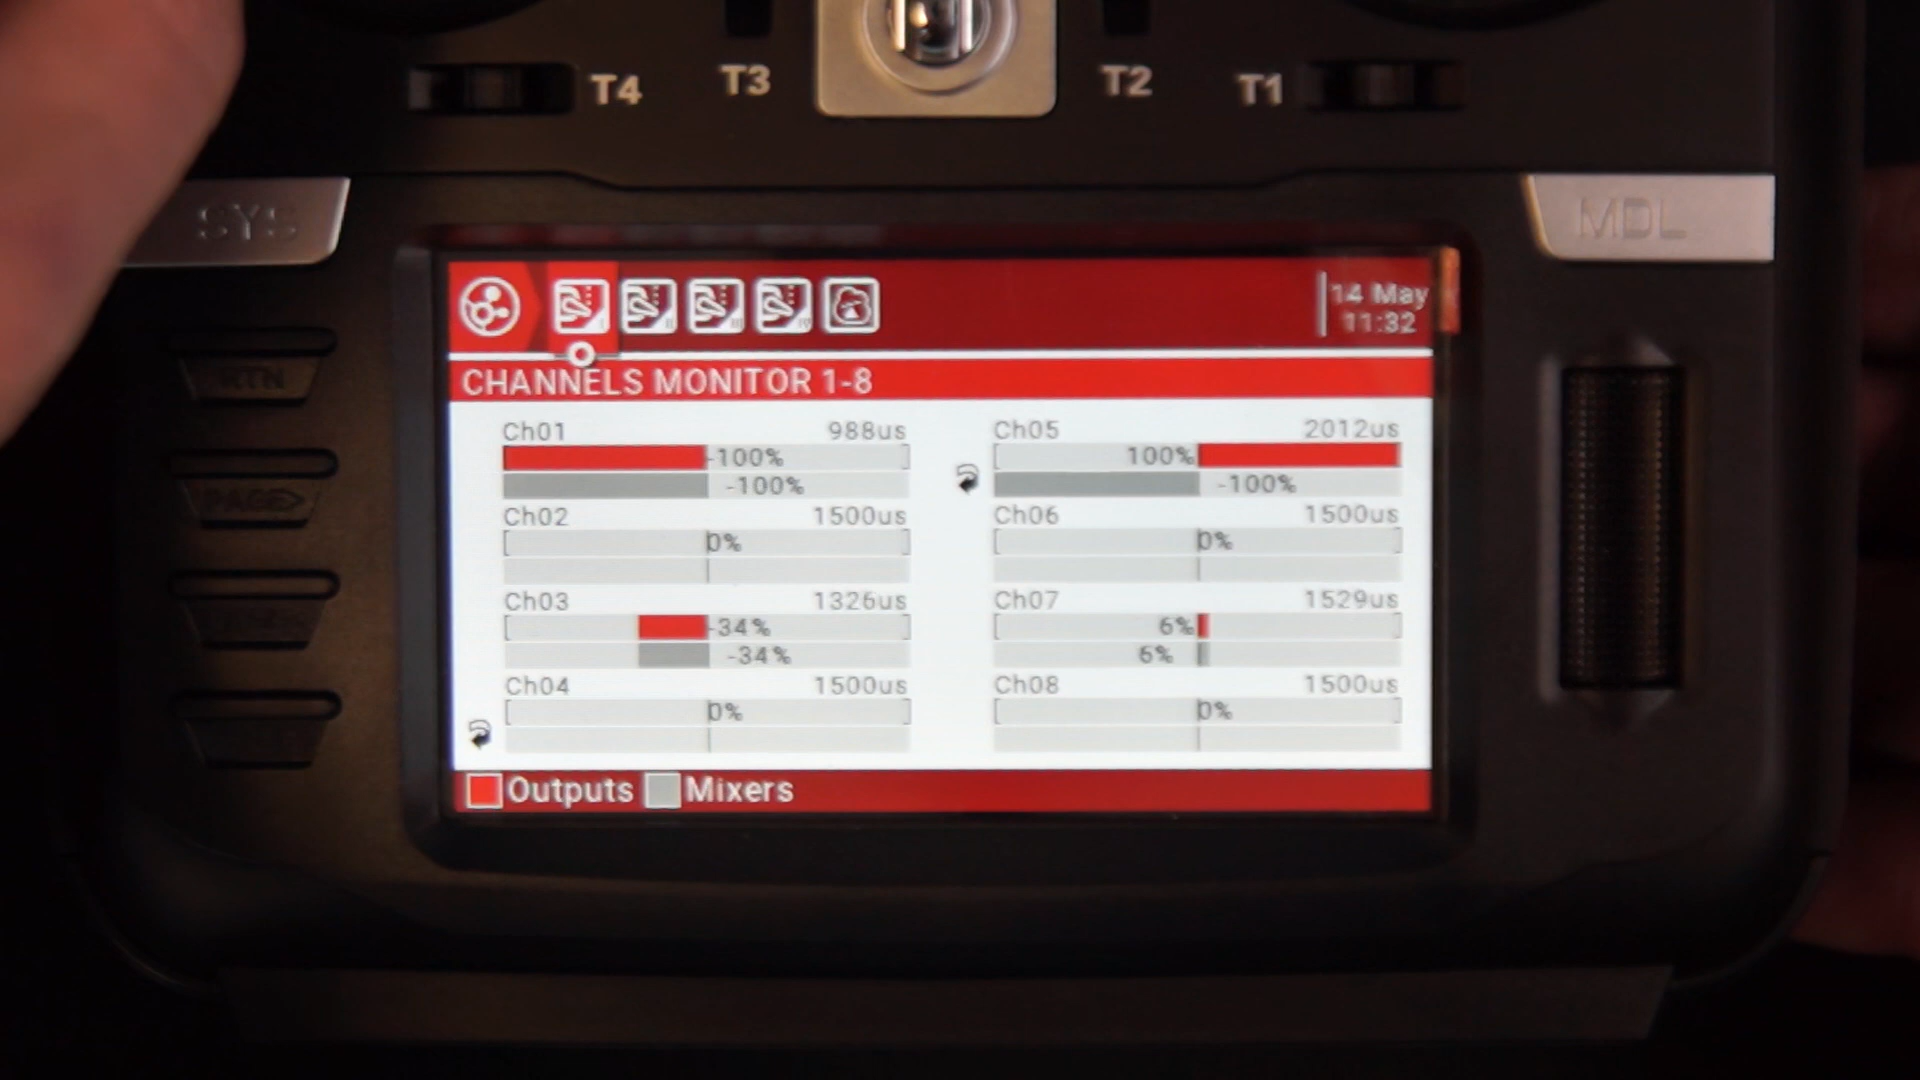 T4 T3 T2 T1
SYS
MDL
14 May
11:32
CHANNELS MONITOR 1-8
Ch01 988us
-100%
-100%
Ch02 1500us
0%
Ch03 1326us
-34%
-34%
Ch04 1500us
0%
Ch05 2012us
100%
-100%
Ch06 1500us
0%
Ch07 1529us
6%
6%
Ch08 1500us
0%
Outputs Mixers
RTN
PAGE>